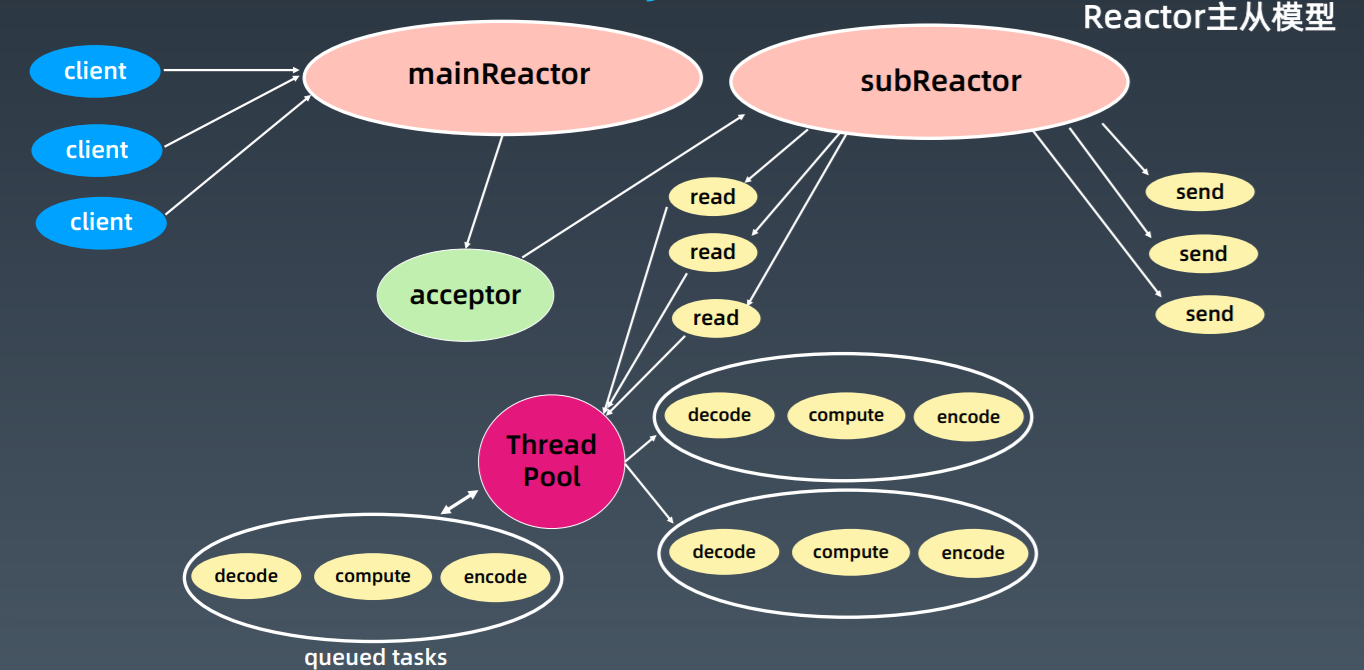 Reactor主从模型
client
mainReactor
subReactor
client
client
read
send
read
send
read
send
acceptor
Thread
Pool
decode
compute
encode
decode
compute
encode
decode
compute
encode
queued tasks